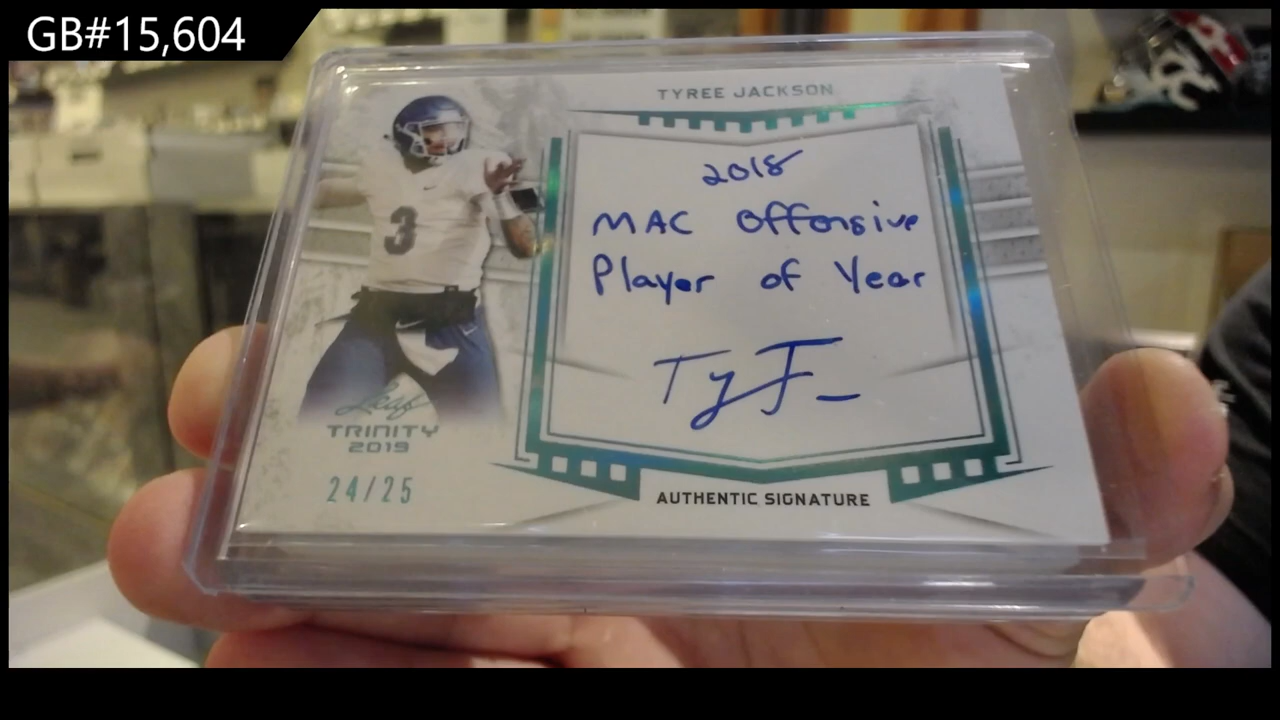 GB#15,604
TYREE JACKSON
2018
MAC Offensive
Player of Year
Ty J
3
Leaf
TRINITY
2019
24/25
AUTHENTIC SIGNATURE